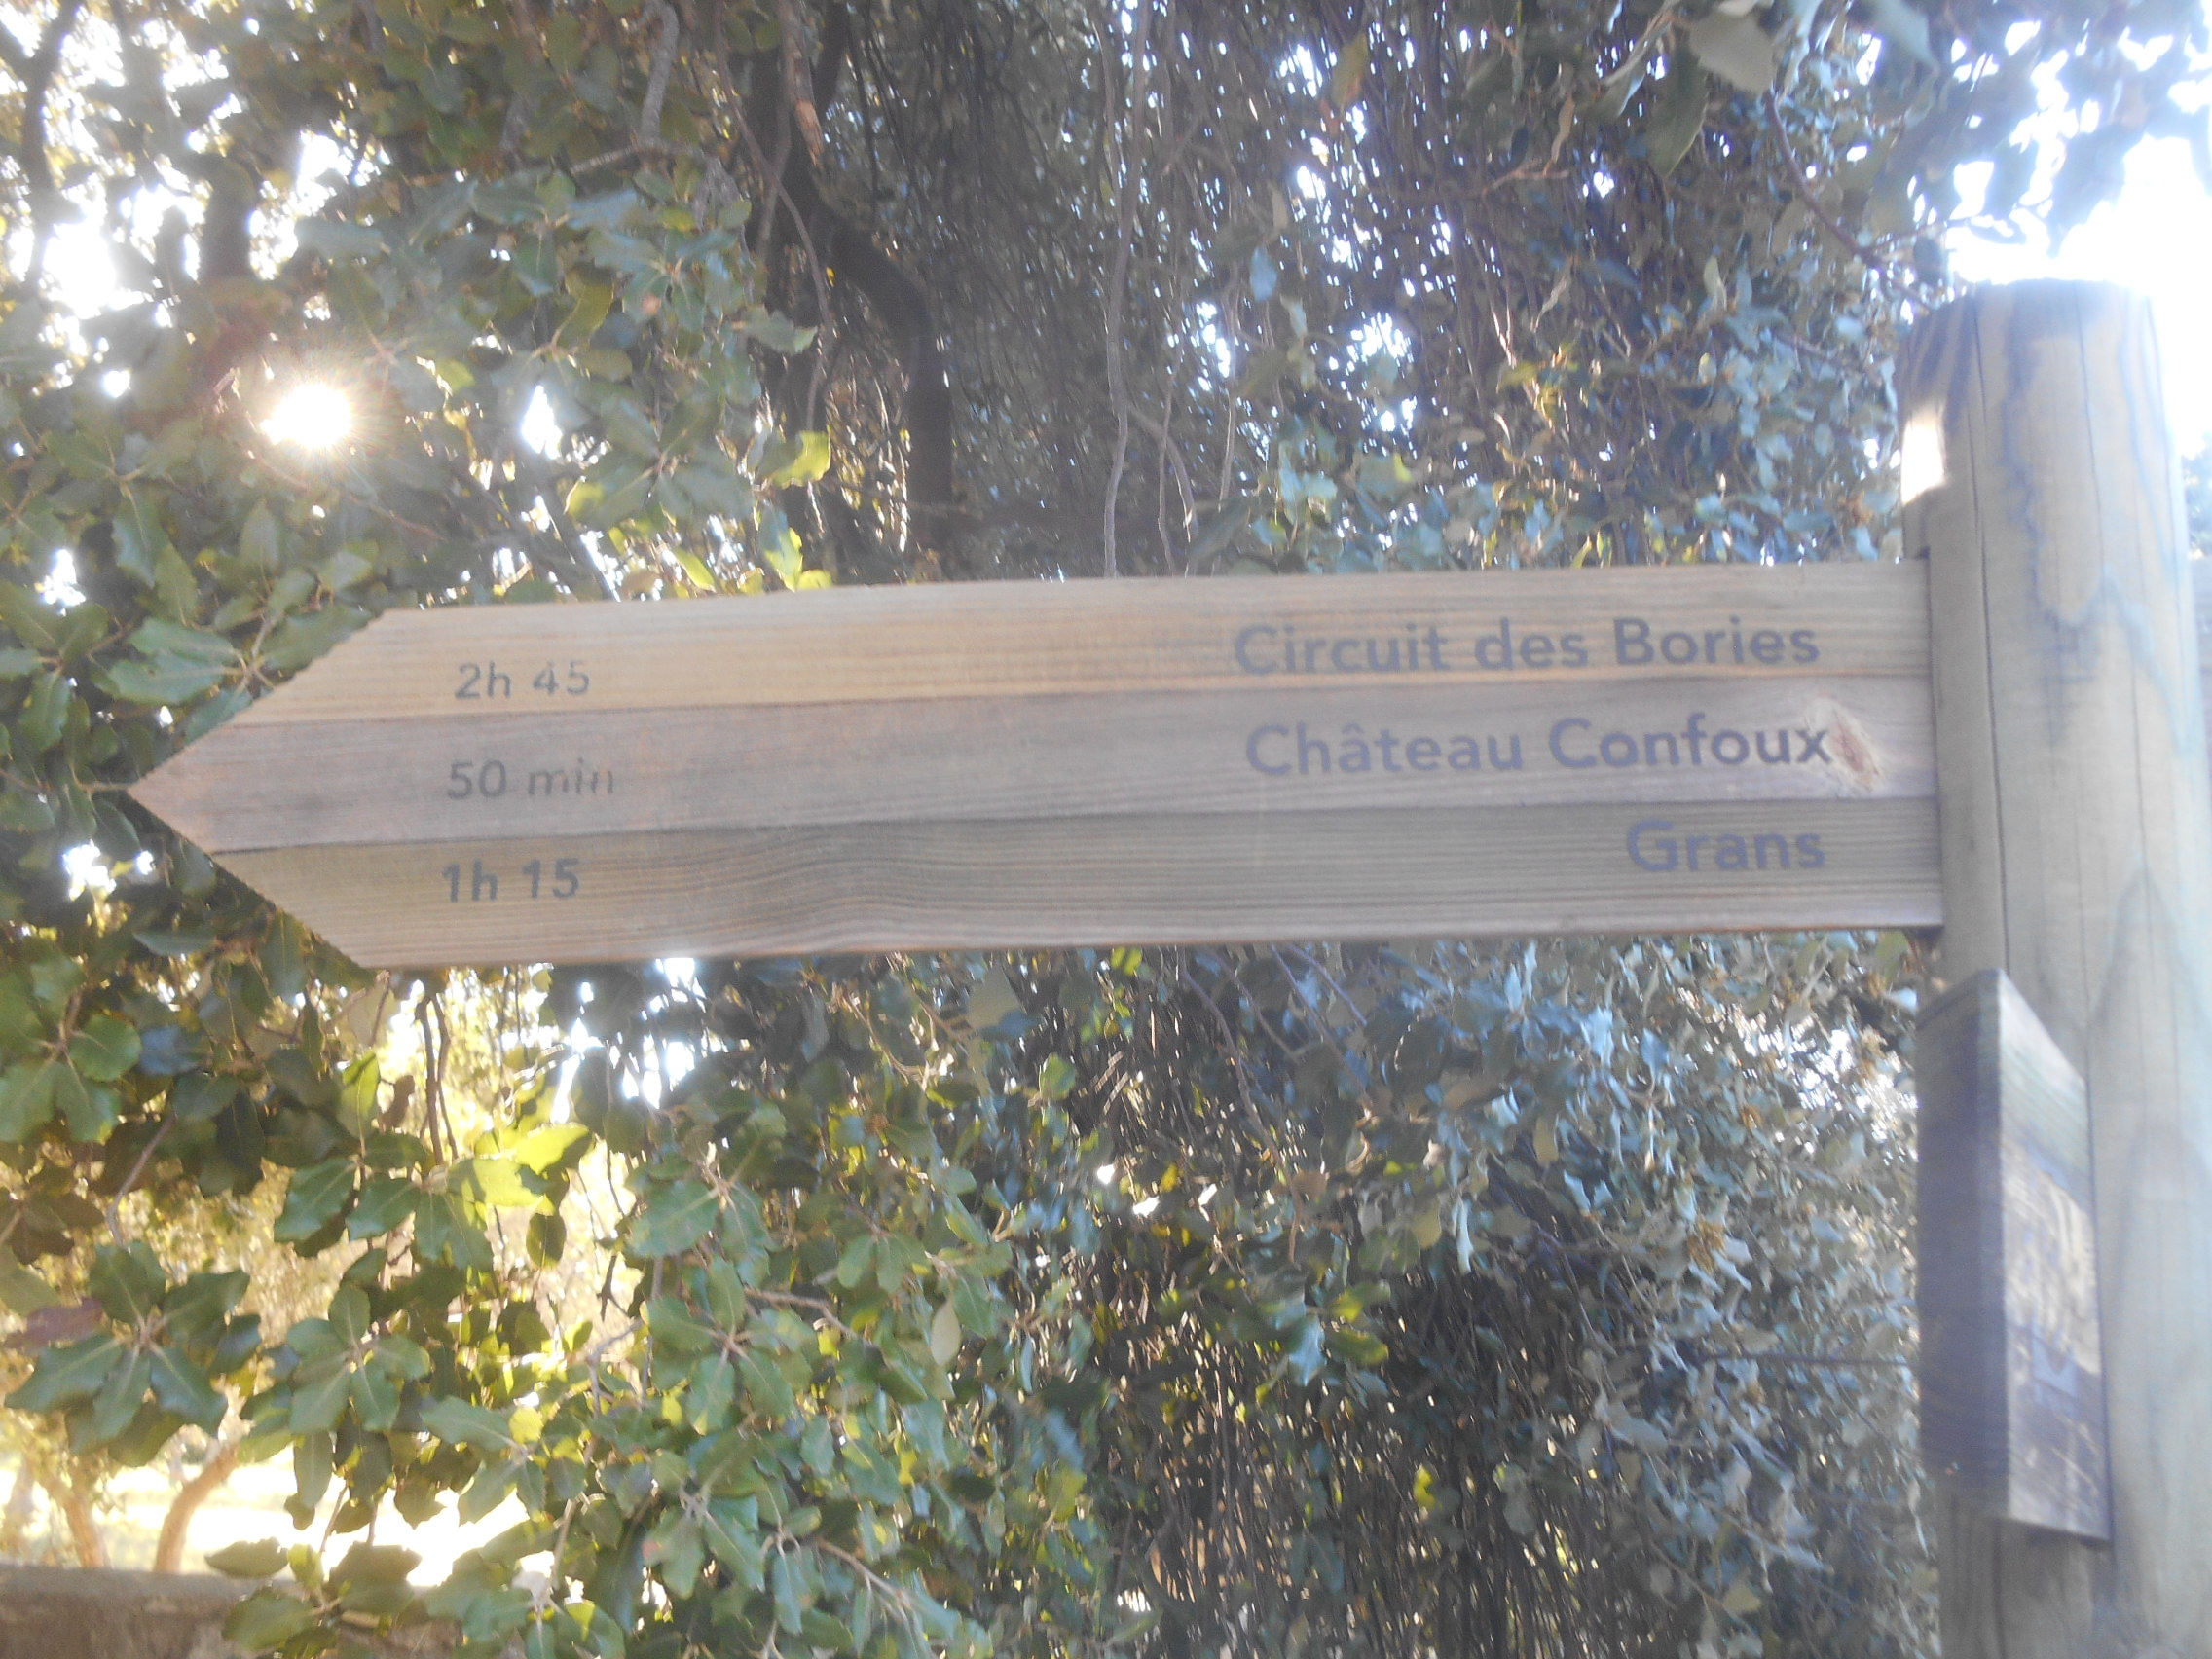 2h 45 Circuit des Bories
50 min Château Confoux
1h 15 Grans